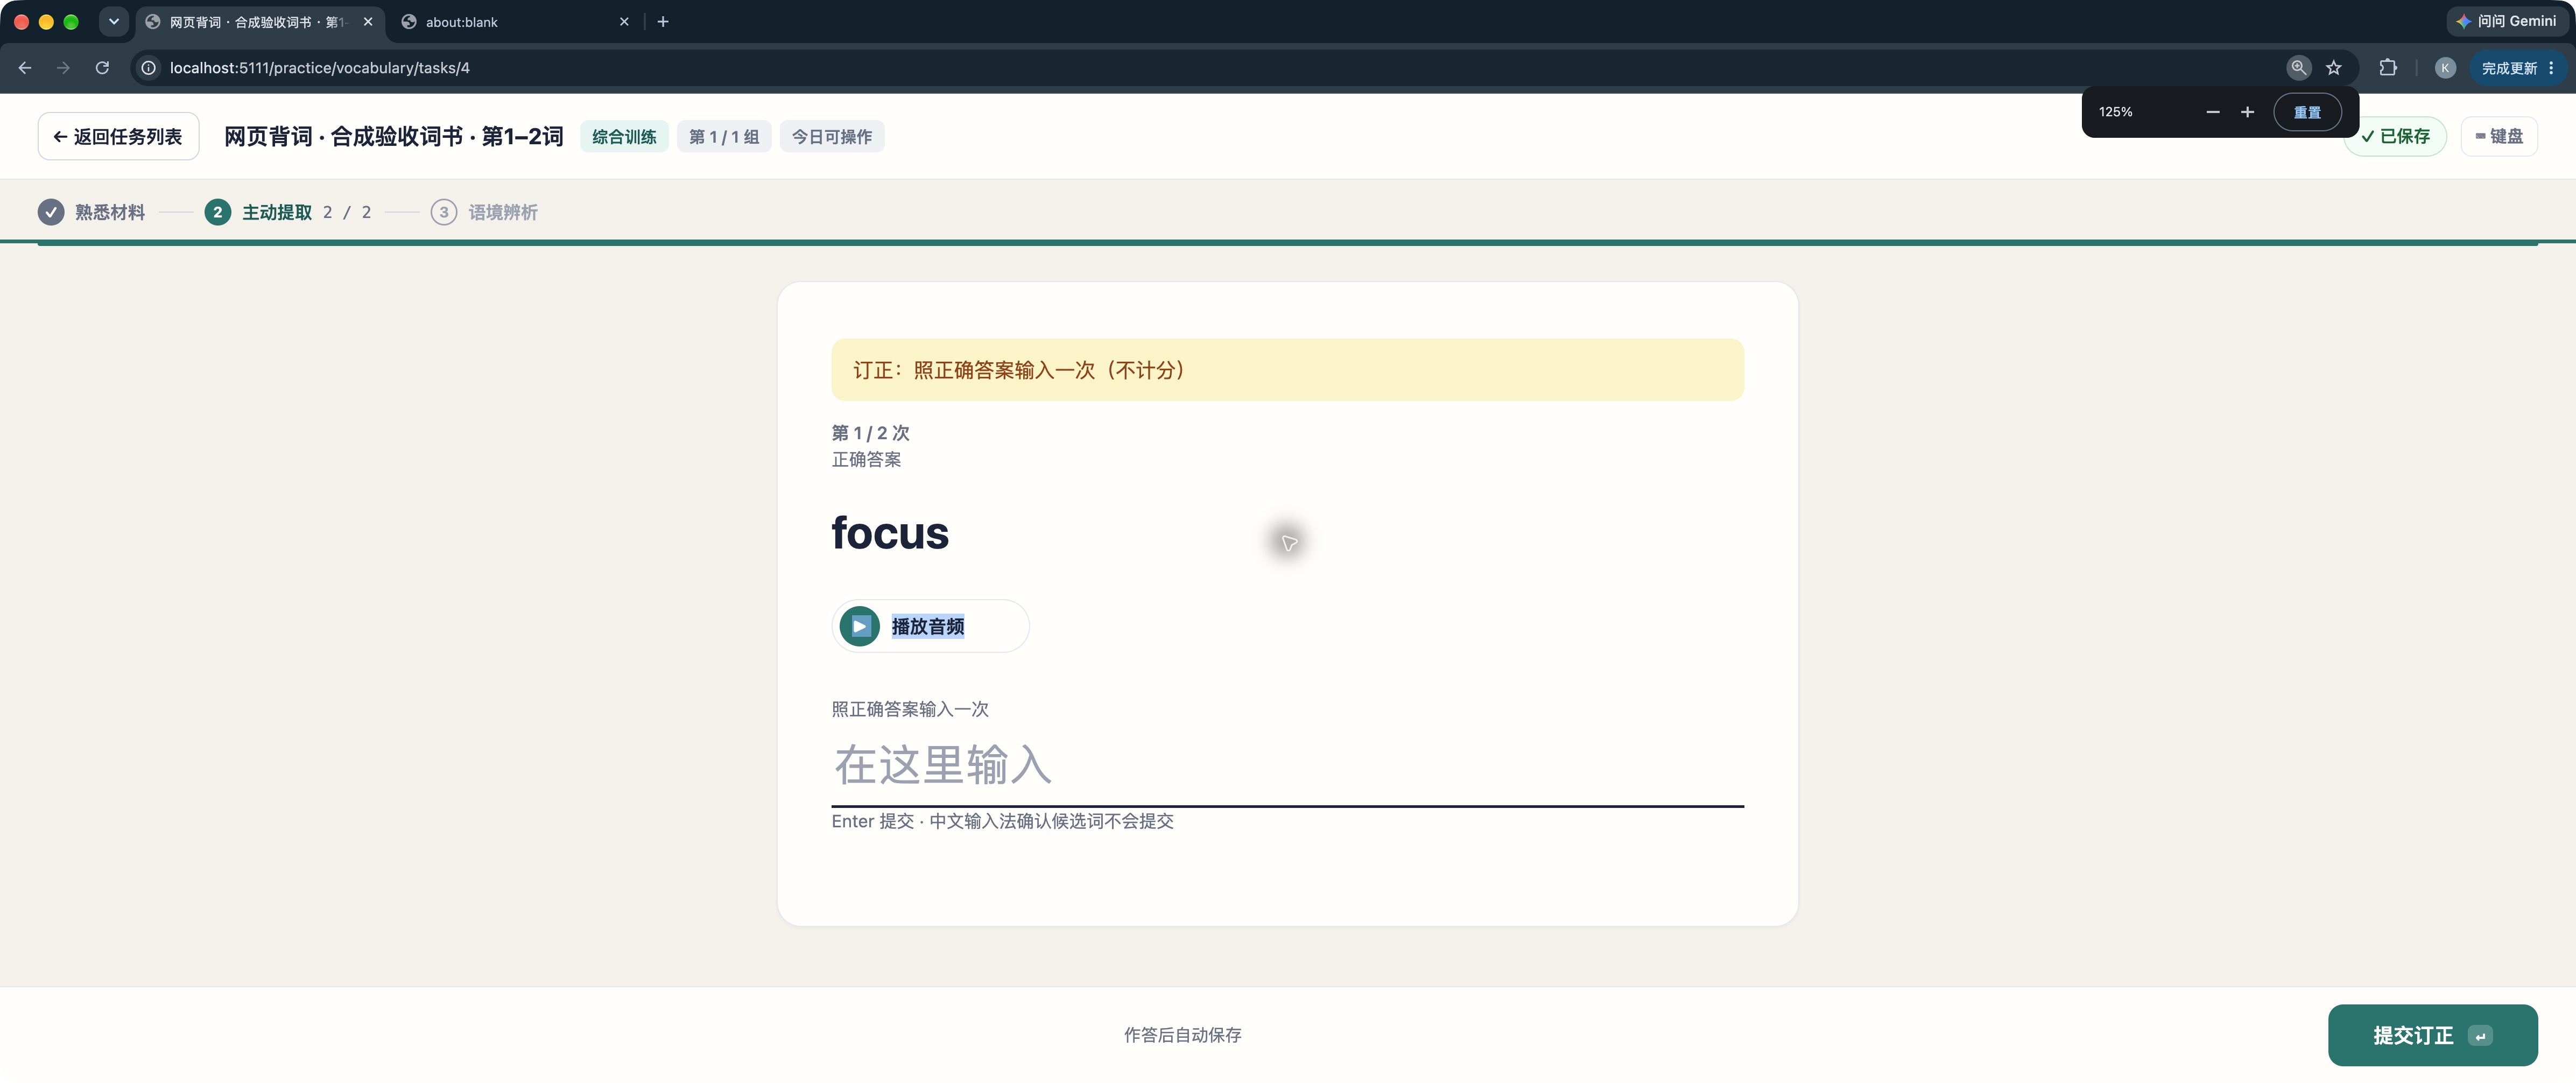 网页背词 · 合成验收词书 · 第1-
about:blank
问问 Gemini
localhost:5111/practice/vocabulary/tasks/4
K
完成更新
125%
重置
← 返回任务列表
网页背词 · 合成验收词书 · 第1–2词
综合训练
第 1 / 1 组
今日可操作
✓ 已保存
键盘
熟悉材料
2 主动提取 2 / 2
3 语境辨析
订正：照正确答案输入一次（不计分）
第 1 / 2 次
正确答案
focus
播放音频
照正确答案输入一次
在这里输入
Enter 提交 · 中文输入法确认候选词不会提交
作答后自动保存
提交订正 ↵